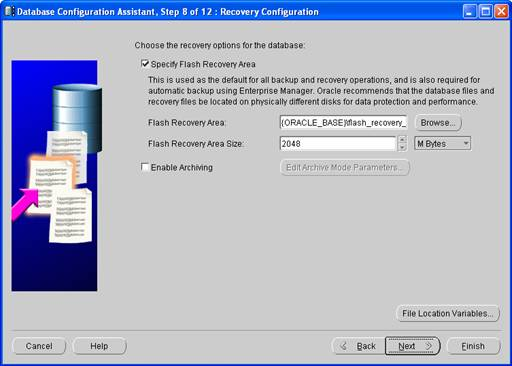 Database Configuration Assistant, Step 8 of 12 : Recovery Configuration
Choose the recovery options for the database:
Specify Flash Recovery Area
This is used as the default for all backup and recovery operations, and is also required for
automatic backup using Enterprise Manager. Oracle recommends that the database files and
recovery files be located on physically different disks for data protection and performance.
Flash Recovery Area: {ORACLE_BASE}\flash_recovery_ Browse...
Flash Recovery Area Size: 2048 M Bytes
Enable Archiving Edit Archive Mode Parameters...
File Location Variables...
Cancel Help Back Next Finish